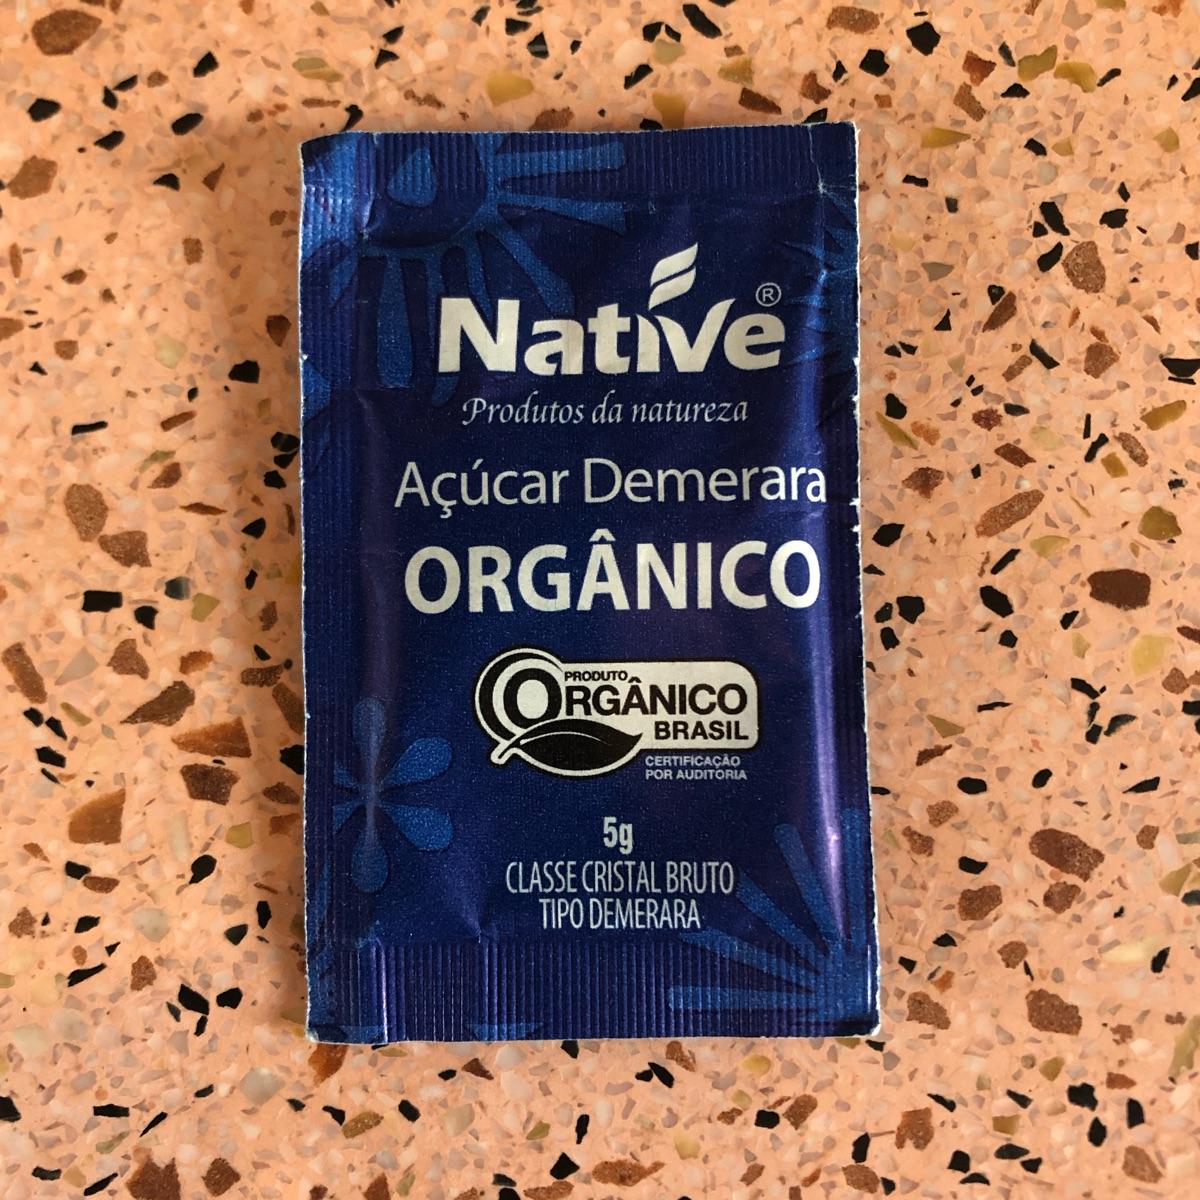 Native®
Produtos da natureza
Açúcar Demerara
ORGÂNICO
PRODUTO
ORGÂNICO
BRASIL
CERTIFICAÇÃO
POR AUDITORIA
5g
CLASSE CRISTAL BRUTO
TIPO DEMERARA